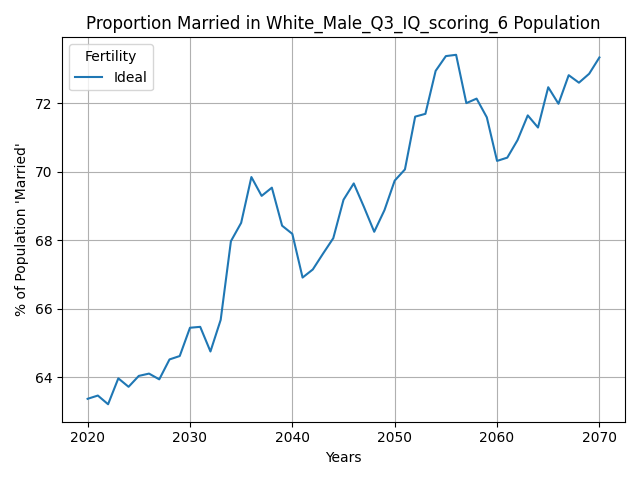 Proportion Married in White_Male_Q3_IQ_scoring_6 Population
Fertility
Ideal
% of Population 'Married'
72
70
68
66
64
2020 2030 2040 2050 2060 2070
Years